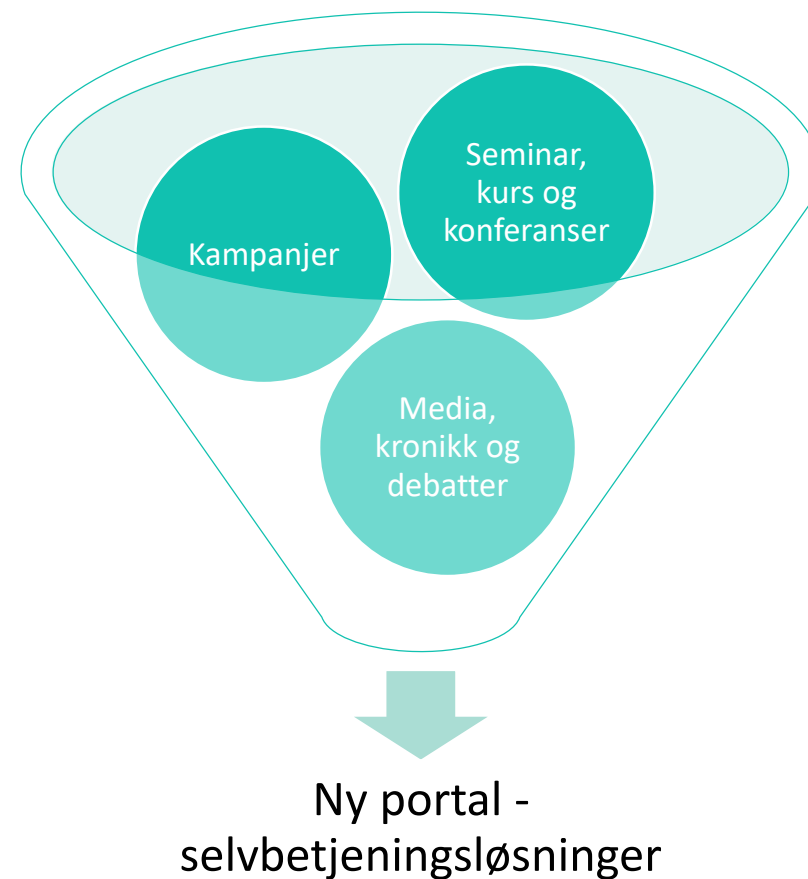 Seminar,
kurs og
konferanser
Kampanjer
Media,
kronikk og
debatter
Ny portal -
selvbetjeningsløsninger